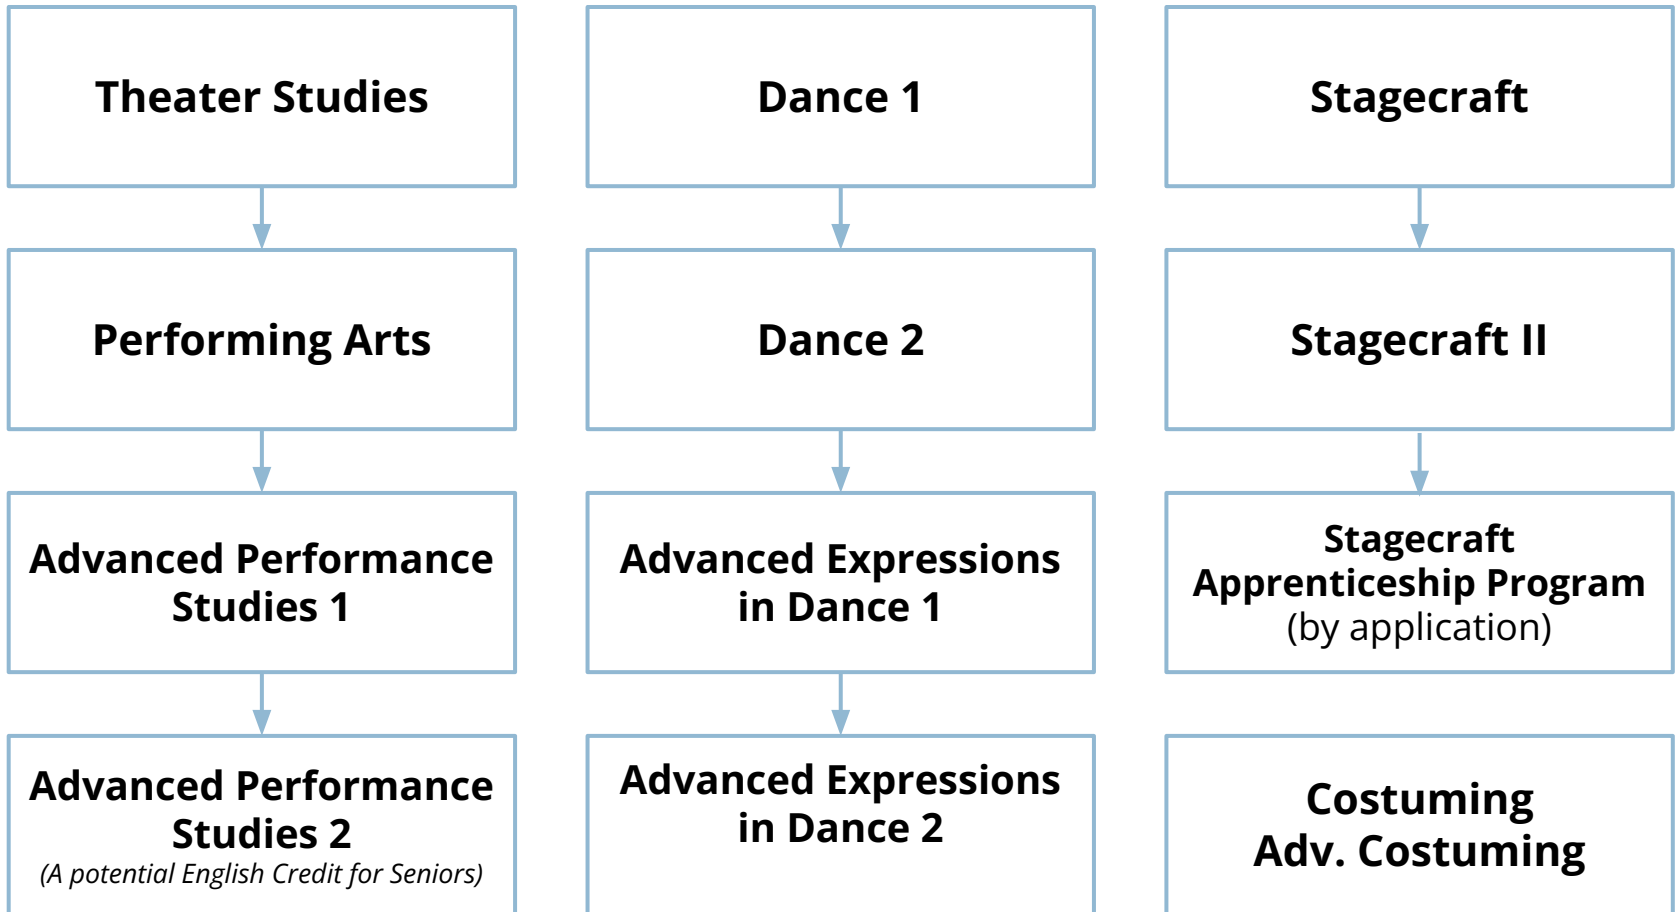 Theater Studies
Dance 1
Stagecraft
Performing Arts
Dance 2
Stagecraft II
Advanced Performance
Studies 1
Advanced Expressions
in Dance 1
Stagecraft
Apprenticeship Program
(by application)
Advanced Performance
Studies 2
(A potential English Credit for Seniors)
Advanced Expressions
in Dance 2
Costuming
Adv. Costuming